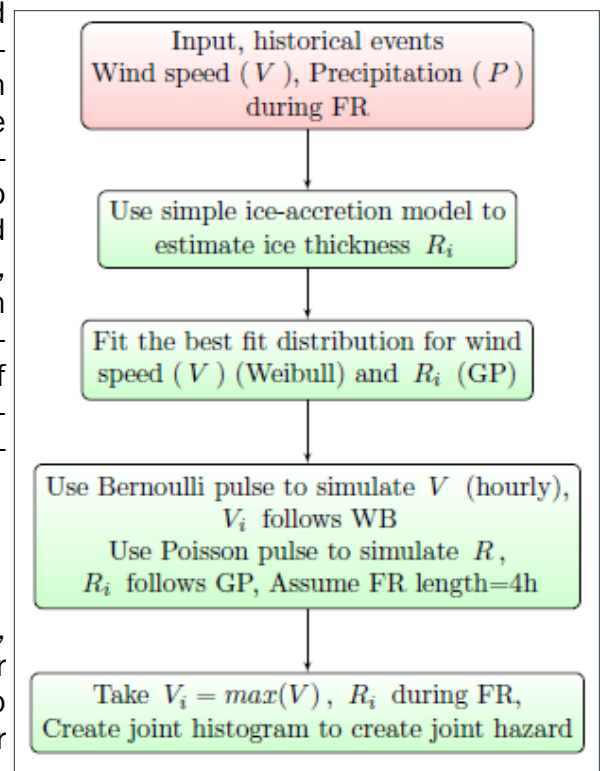 Input, historical events
Wind speed ( V ), Precipitation ( P )
during FR
Use simple ice-accretion model to
estimate ice thickness R_i
Fit the best fit distribution for wind
speed ( V ) (Weibull) and R_i (GP)
Use Bernoulli pulse to simulate V (hourly),
V_i follows WB
Use Poisson pulse to simulate R ,
R_i follows GP, Assume FR length=4h
Take V_i = max(V) , R_i during FR,
Create joint histogram to create joint hazard